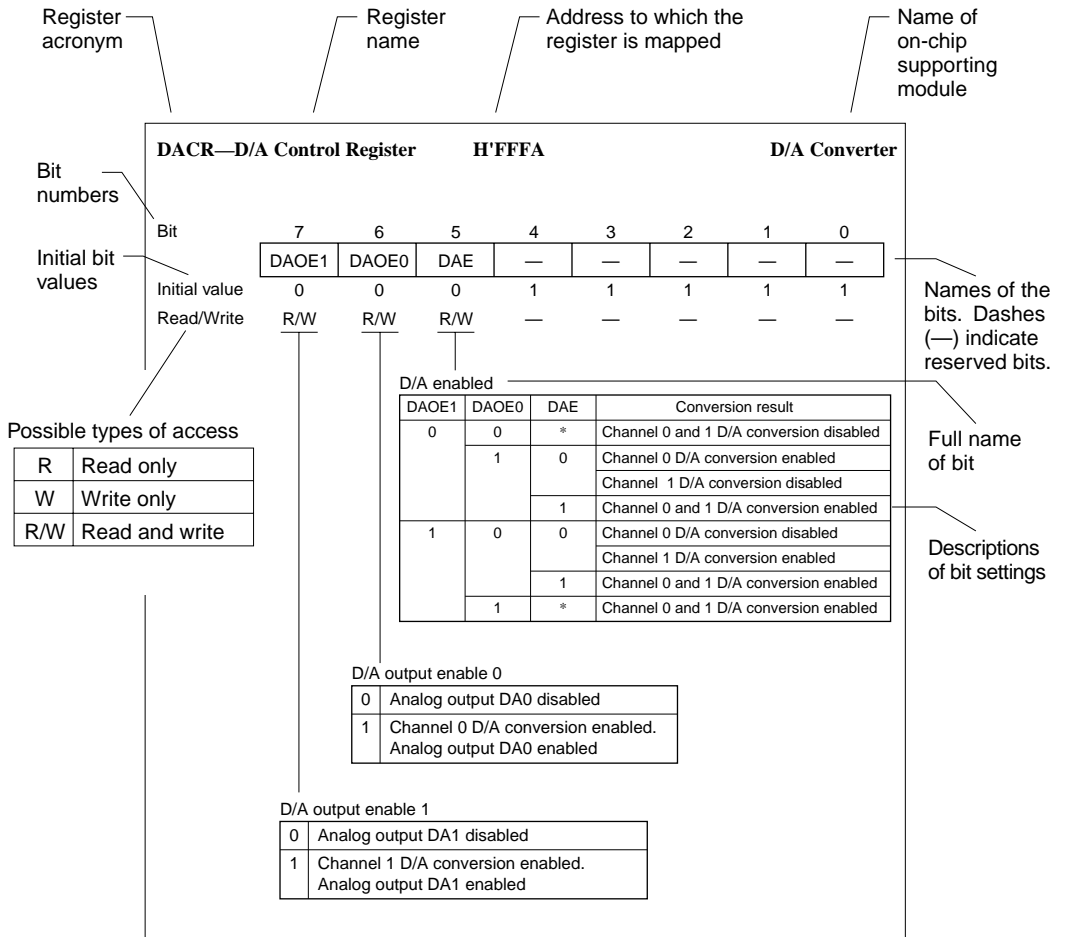 Register
acronym
Register
name
Address to which the
register is mapped
Name of
on-chip
supporting
module
DACR—D/A Control Register H'FFFA D/A Converter
Bit
numbers
Bit 7 6 5 4 3 2 1 0
DAOE1 DAOE0 DAE — — — — —
Initial bit
values
Initial value 0 0 0 1 1 1 1 1
Read/Write R/W R/W R/W — — — — —
Names of the
bits. Dashes
(—) indicate
reserved bits.
D/A enabled
DAOE1 DAOE0 DAE Conversion result
0 0 * Channel 0 and 1 D/A conversion disabled
1 0 Channel 0 D/A conversion enabled
Channel 1 D/A conversion disabled
1 Channel 0 and 1 D/A conversion enabled
1 0 0 Channel 0 D/A conversion disabled
Channel 1 D/A conversion enabled
1 Channel 0 and 1 D/A conversion enabled
1 * Channel 0 and 1 D/A conversion enabled
Full name
of bit
Descriptions
of bit settings
Possible types of access
R Read only
W Write only
R/W Read and write
D/A output enable 0
0 Analog output DA0 disabled
1 Channel 0 D/A conversion enabled.
Analog output DA0 enabled
D/A output enable 1
0 Analog output DA1 disabled
1 Channel 1 D/A conversion enabled.
Analog output DA1 enabled